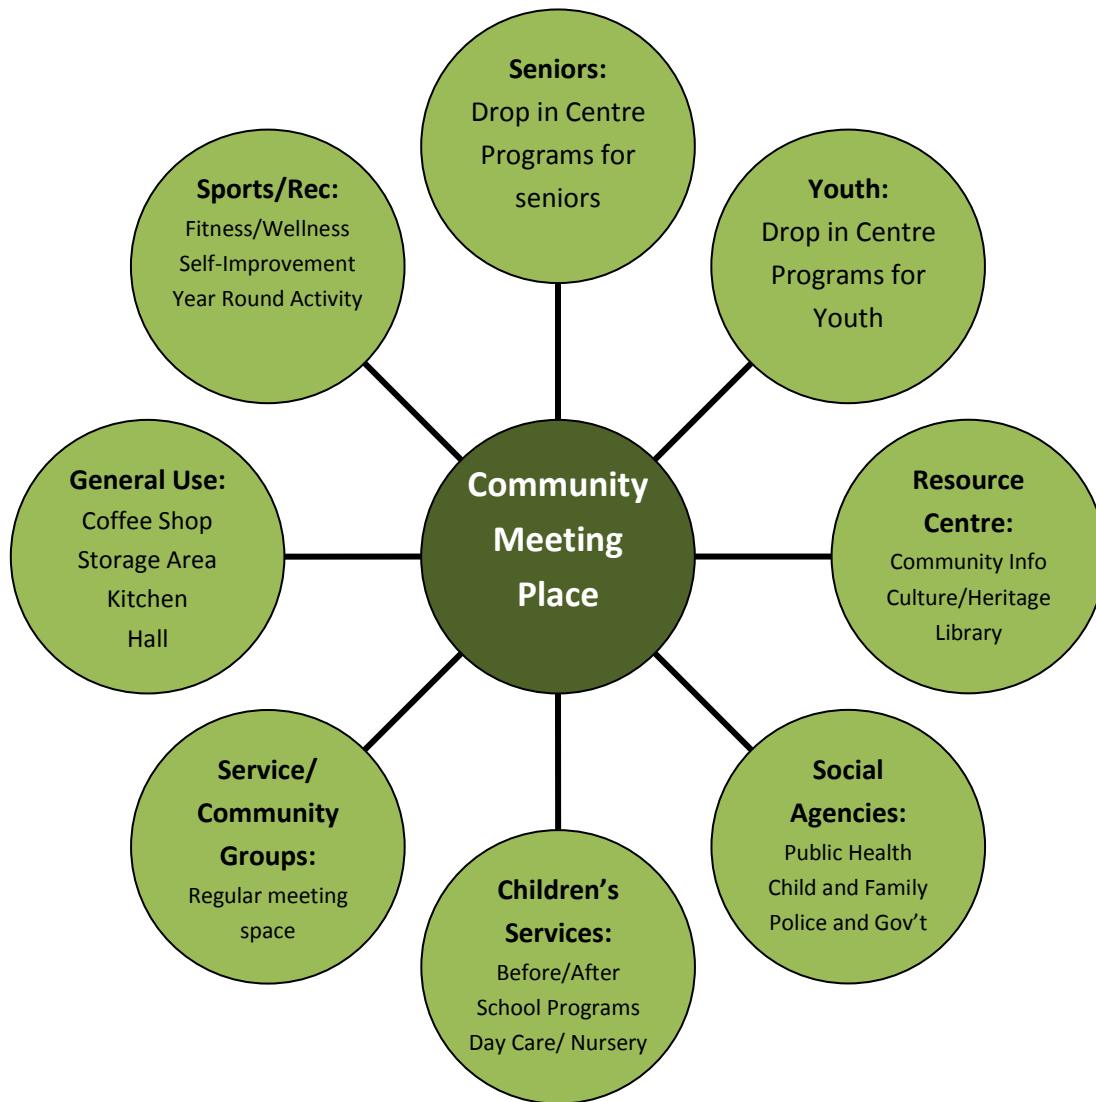 Seniors:
Drop in Centre
Programs for
seniors
Youth:
Drop in Centre
Programs for
Youth
Resource
Centre:
Community Info
Culture/Heritage
Library
Social
Agencies:
Public Health
Child and Family
Police and Gov’t
Children’s
Services:
Before/After
School Programs
Day Care/ Nursery
Service/
Community
Groups:
Regular meeting
space
General Use:
Coffee Shop
Storage Area
Kitchen
Hall
Sports/Rec:
Fitness/Wellness
Self-Improvement
Year Round Activity
Community
Meeting
Place